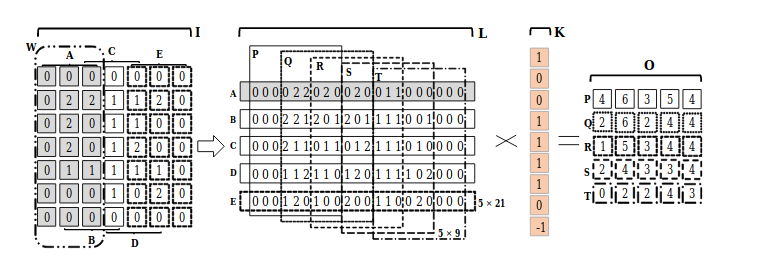 I
W
A
C
E
0 0 0 0 0 0 0
0 2 2 1 1 2 0
0 2 0 1 1 0 0
0 2 0 1 2 0 0
0 1 1 1 1 1 0
0 0 0 1 0 2 0
0 0 0 0 0 0 0
B
D
L
P
Q
R
S
T
A 0 0 0 0 2 2 0 2 0 0 2 0 0 1 1 0 0 0 0 0 0
B 0 0 0 2 2 1 2 0 1 2 0 1 1 1 1 0 0 1 0 0 0
C 0 0 0 2 1 1 0 1 1 0 1 2 1 1 1 0 1 0 0 0 0
D 0 0 0 1 1 2 1 1 0 1 2 0 1 1 1 1 0 2 0 0 0
E 0 0 0 1 2 0 1 0 0 2 0 0 1 1 0 0 2 0 0 0 0
5 × 21
5 × 9
K
1
0
0
1
1
1
1
0
-1
O
P 4 6 3 5 4
Q 2 6 2 4 4
R 1 5 3 4 4
S 2 4 3 3 4
T 0 2 2 4 3